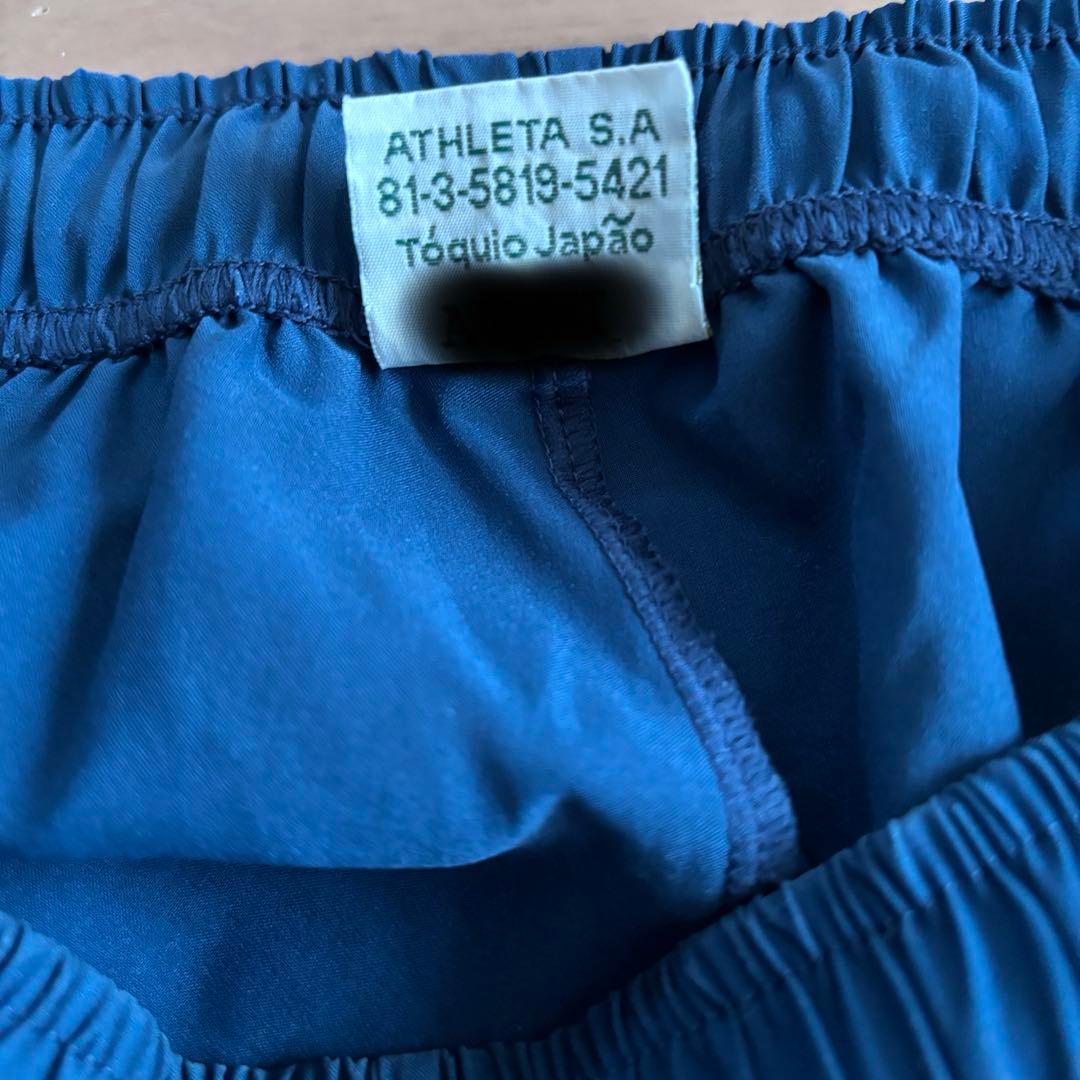 ATHLETA S.A
81-3-5819-5421
Tóquio Japão